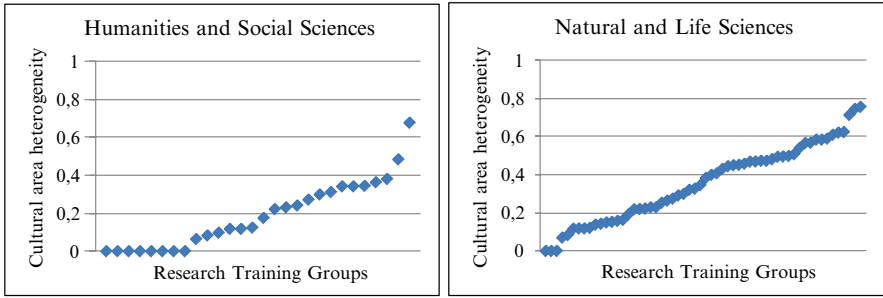 Humanities and Social Sciences
Cultural area heterogeneity
1
0,8
0,6
0,4
0,2
0
Research Training Groups
Natural and Life Sciences
Cultural area heterogeneity
1
0,8
0,6
0,4
0,2
0
Research Training Groups